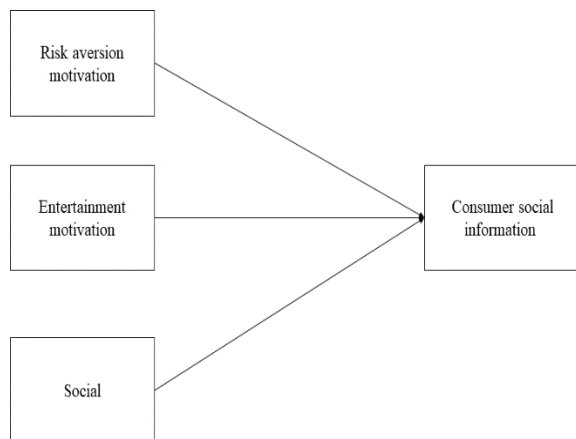 Risk aversion
motivation
Entertainment
motivation
Consumer social
information
Social